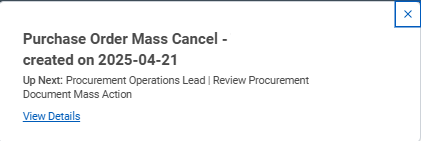 Purchase Order Mass Cancel -
created on 2025-04-21
Up Next: Procurement Operations Lead | Review Procurement
Document Mass Action
View Details